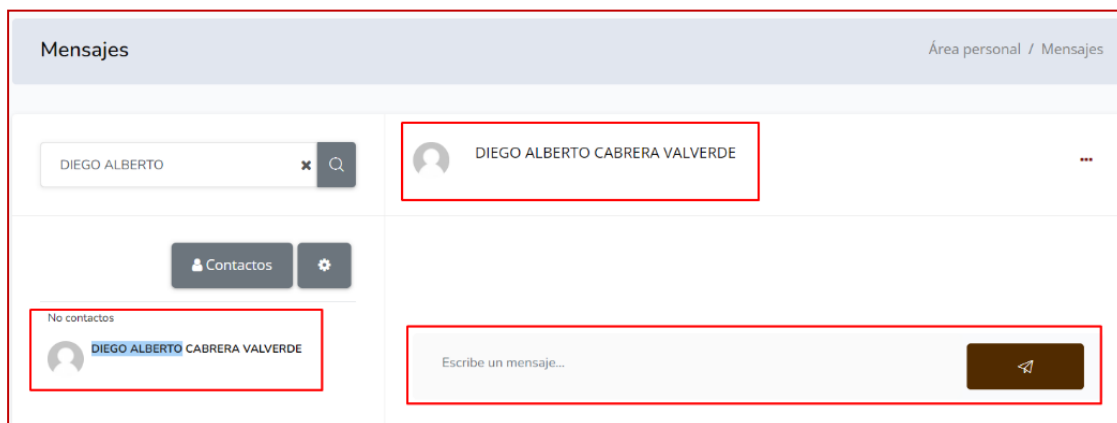 Mensajes
Área personal / Mensajes
DIEGO ALBERTO
DIEGO ALBERTO CABRERA VALVERDE
Contactos
No contactos
DIEGO ALBERTO CABRERA VALVERDE
Escribe un mensaje...